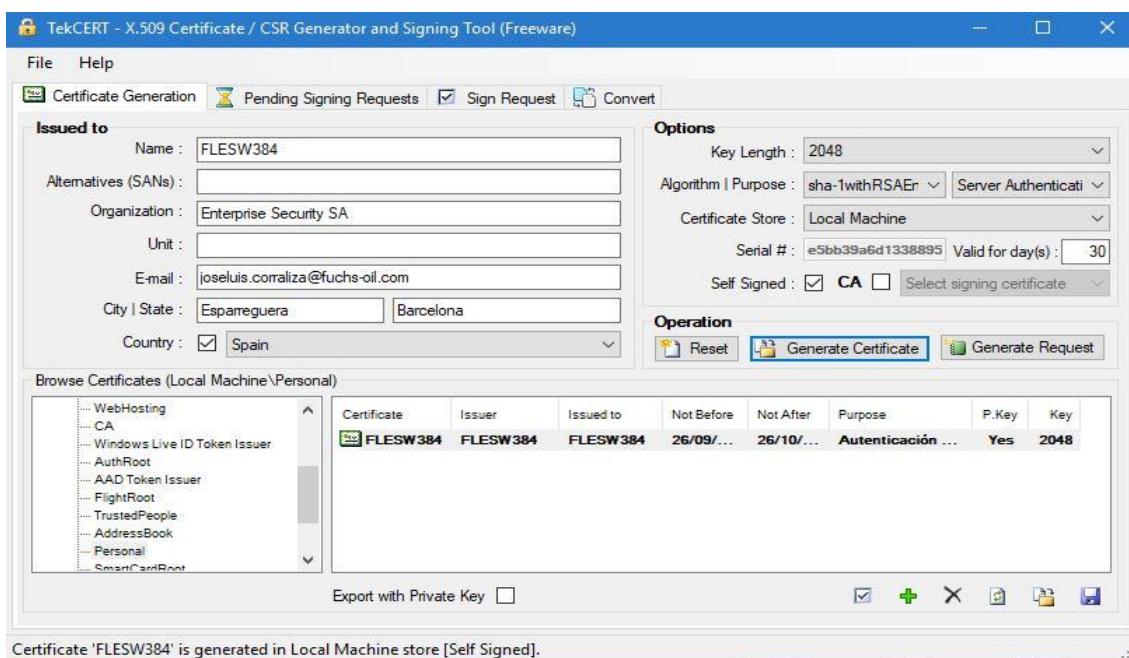 TekCERT - X.509 Certificate / CSR Generator and Signing Tool (Freeware)
File Help
Certificate Generation Pending Signing Requests Sign Request Convert
Issued to
Name : FLESW384
Alternatives (SANs) :
Organization : Enterprise Security SA
Unit :
E-mail : joseluis.corraliza@fuchs-oil.com
City | State : Esparreguera Barcelona
Country : Spain
Options
Key Length : 2048
Algorithm | Purpose : sha-1withRSAEr Server Authenticati
Certificate Store : Local Machine
Serial # : e5bb39a6d1338895 Valid for day(s) : 30
Self Signed : CA Select signing certificate
Operation
Reset Generate Certificate Generate Request
Browse Certificates (Local Machine\Personal)
WebHosting
CA
Windows Live ID Token Issuer
AuthRoot
AAD Token Issuer
FlightRoot
TrustedPeople
AddressBook
Personal
SmartCardRoot
Certificate Issuer Issued to Not Before Not After Purpose P.Key Key
FLESW384 FLESW384 FLESW384 26/09/... 26/10/... Autenticación ... Yes 2048
Export with Private Key
Certificate 'FLESW384' is generated in Local Machine store [Self Signed].